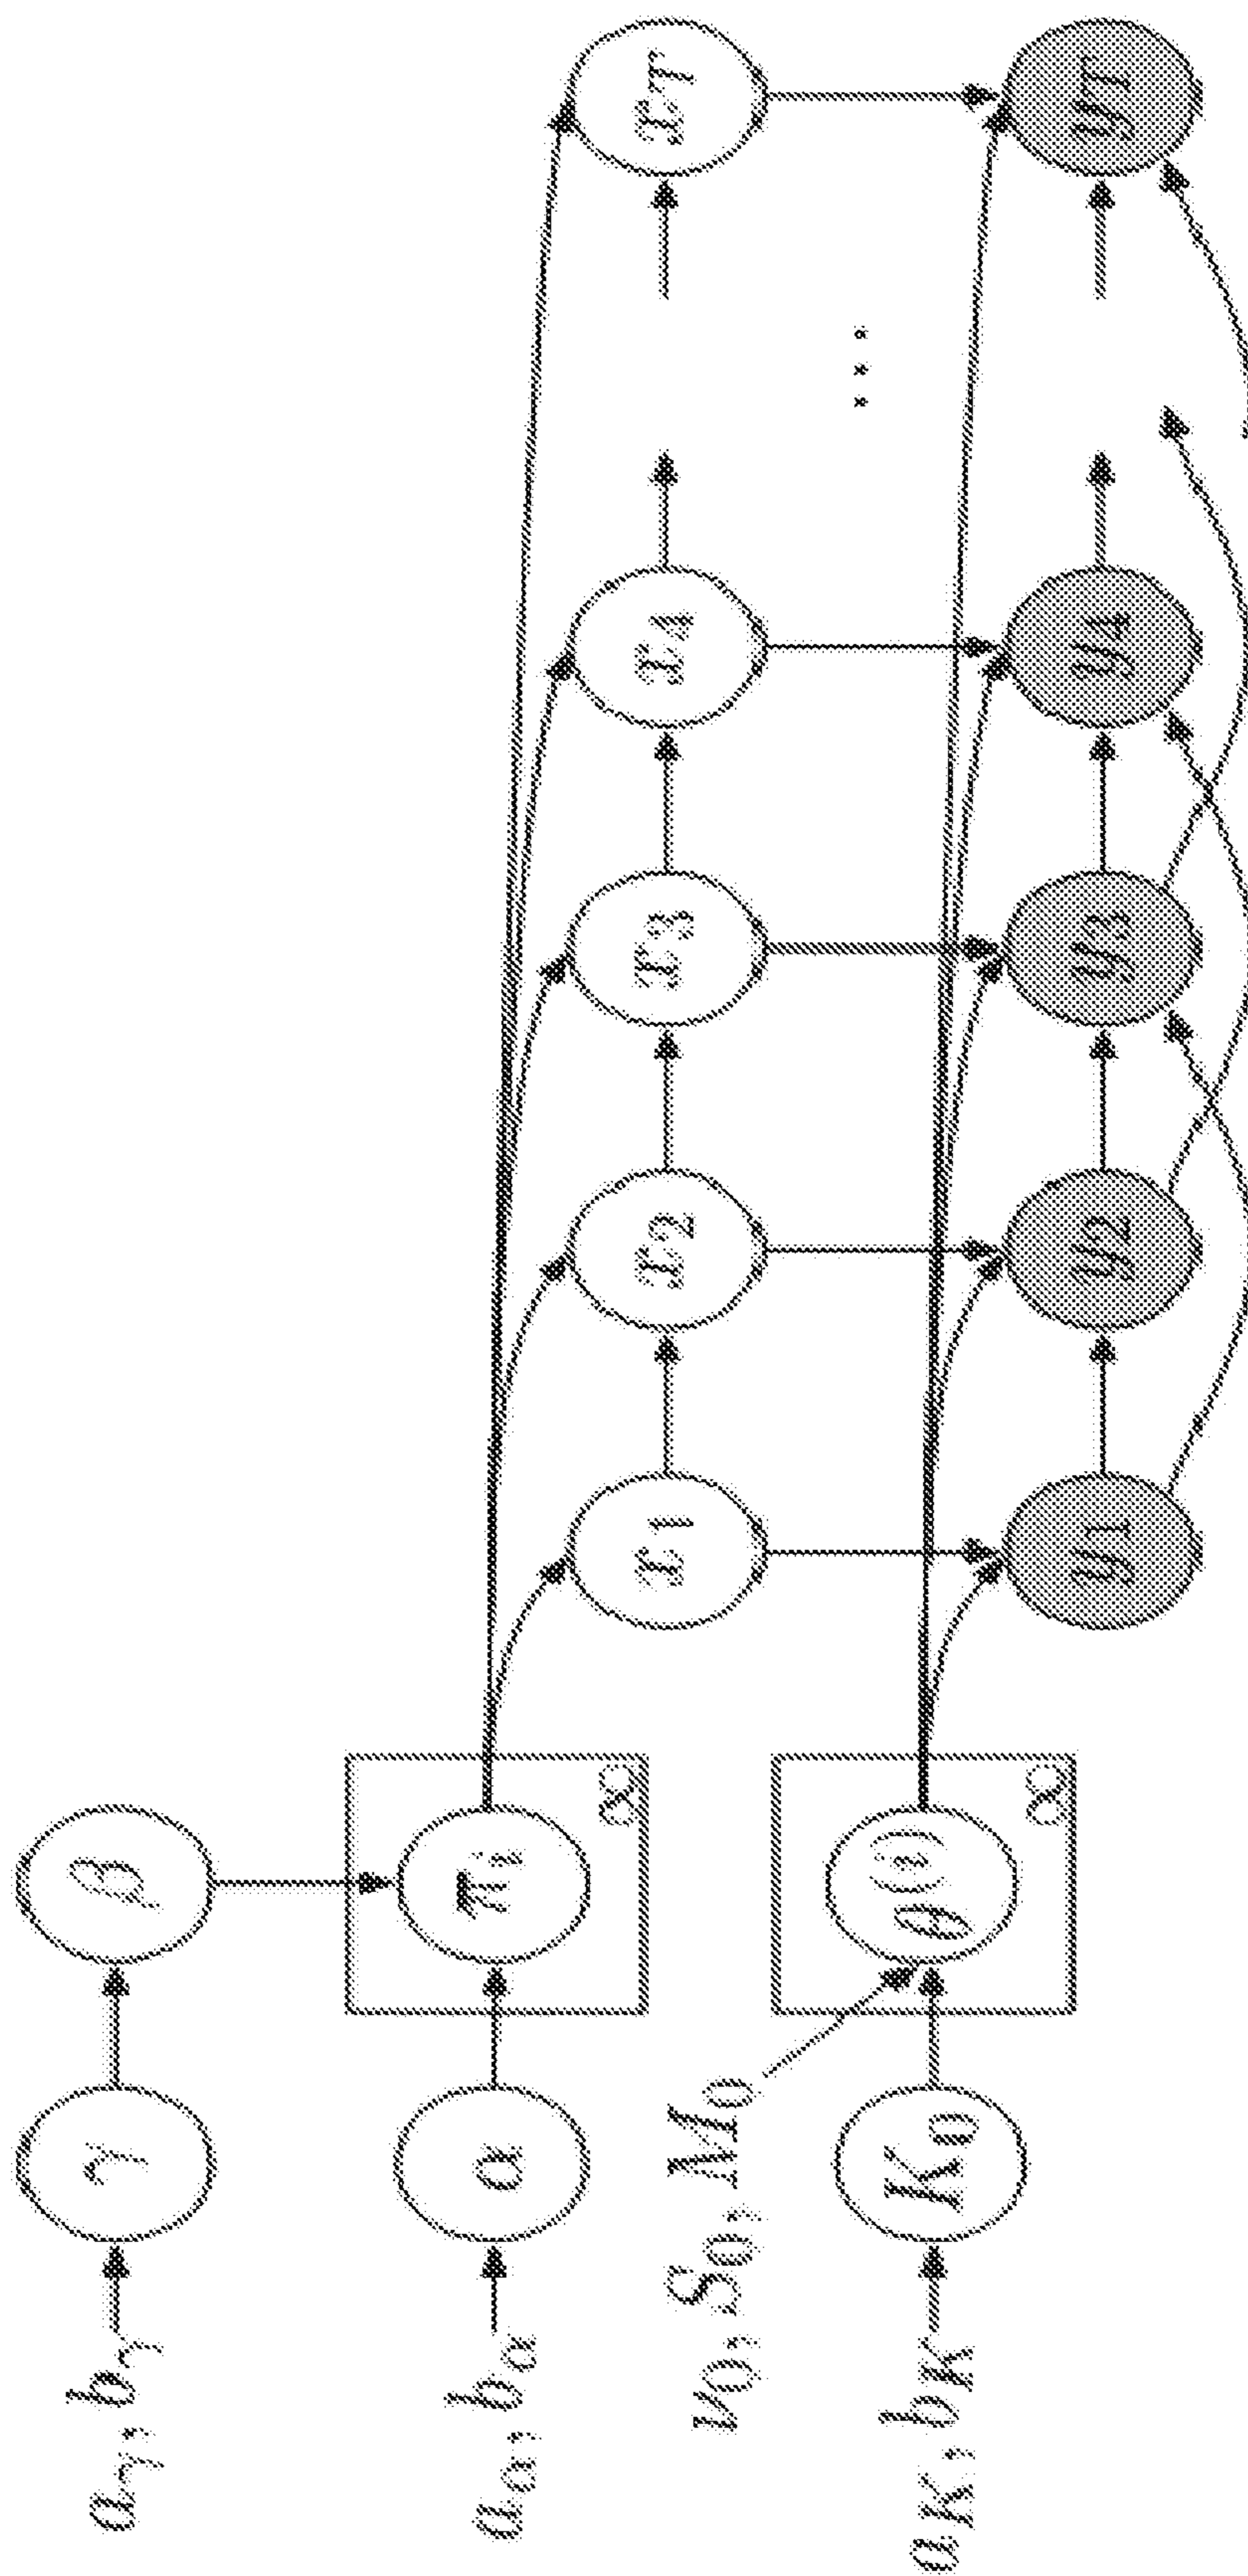 a_γ, b_γ
γ
β
a_α, b_α
α
π_i
∞
x_1
x_2
x_3
x_4
x_T
ν_0, S_0, M_0
...
a_K, b_K
K_0
θ^(i)
∞
y_1
y_2
y_3
y_4
y_T